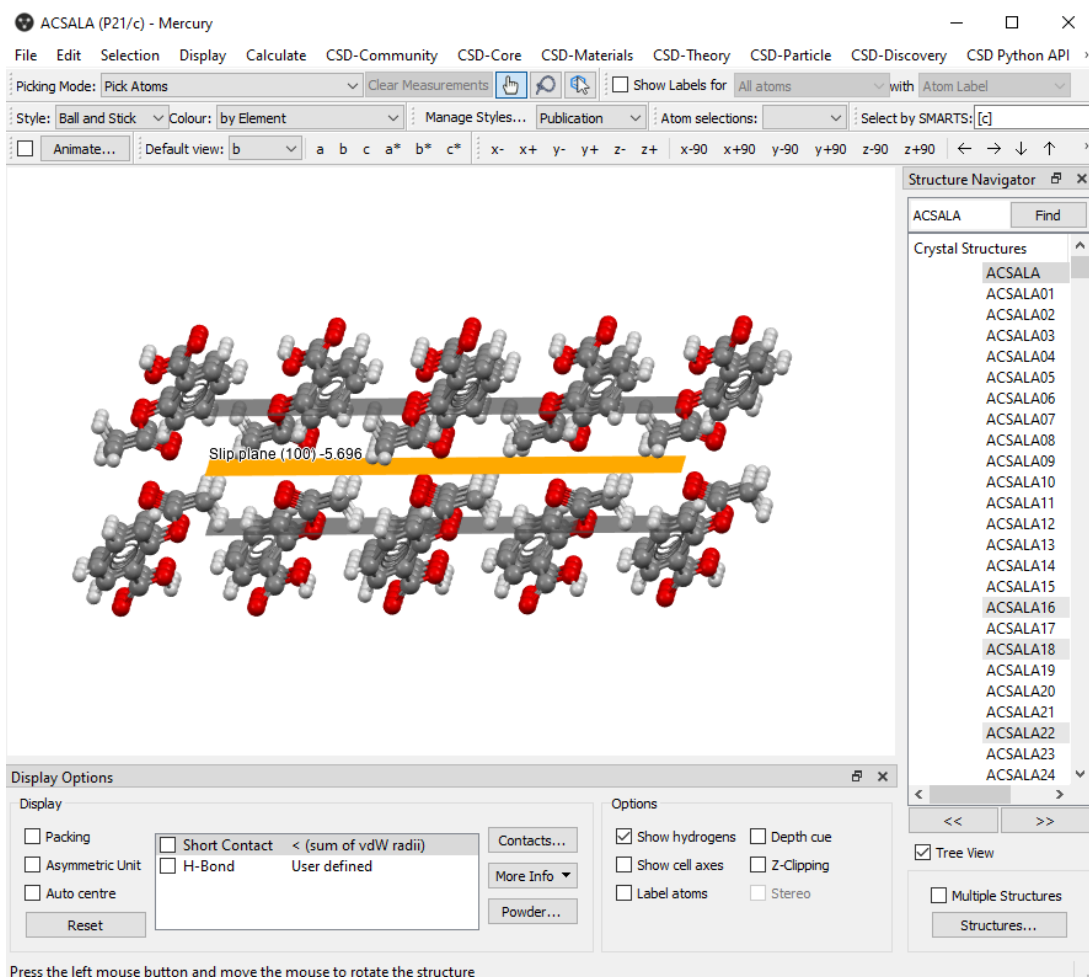 ACSALA (P21/c) - Mercury
File Edit Selection Display Calculate CSD-Community CSD-Core CSD-Materials CSD-Theory CSD-Particle CSD-Discovery CSD Python API
Picking Mode: Pick Atoms Clear Measurements Show Labels for All atoms with Atom Label
Style: Ball and Stick Colour: by Element Manage Styles... Publication Atom selections: Select by SMARTS: [c]
Animate... Default view: b a b c a* b* c* x- x+ y- y+ z- z+ x-90 x+90 y-90 y+90 z-90 z+90 ← → ↓ ↑
Slip plane (100) -5.696
Structure Navigator
ACSALA Find
Crystal Structures
ACSALA
ACSALA01
ACSALA02
ACSALA03
ACSALA04
ACSALA05
ACSALA06
ACSALA07
ACSALA08
ACSALA09
ACSALA10
ACSALA11
ACSALA12
ACSALA13
ACSALA14
ACSALA15
ACSALA16
ACSALA17
ACSALA18
ACSALA19
ACSALA20
ACSALA21
ACSALA22
ACSALA23
ACSALA24
<< >>
Tree View
Multiple Structures
Structures...
Display Options
Display
Packing
Asymmetric Unit
Auto centre
Reset
Short Contact < (sum of vdW radii)
H-Bond User defined
Contacts...
More Info
Powder...
Options
Show hydrogens Depth cue
Show cell axes Z-Clipping
Label atoms Stereo
Press the left mouse button and move the mouse to rotate the structure